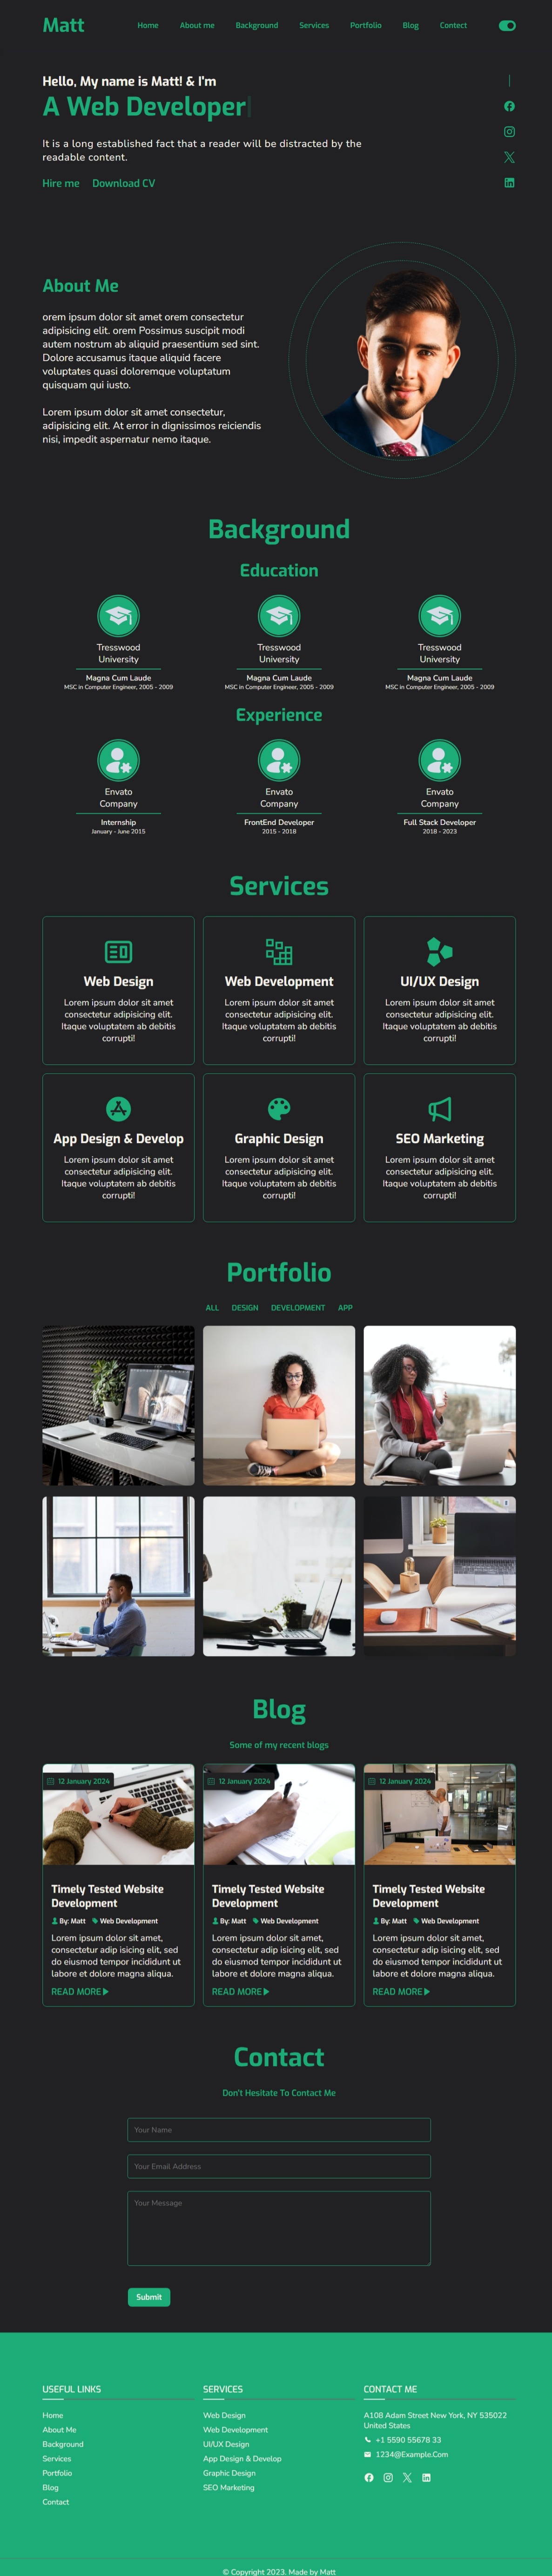 Matt
Home About me Background Services Portfolio Blog Contect
Hello, My name is Matt! & I'm
A Web Developer
It is a long established fact that a reader will be distracted by the
readable content.
Hire me Download CV
About Me
orem ipsum dolor sit amet orem consectetur
adipisicing elit. orem Possimus suscipit modi
autem nostrum ab aliquid praesentium sed sint.
Dolore accusamus itaque aliquid facere
voluptates quasi doloremque voluptatum
quisquam qui iusto.
Lorem ipsum dolor sit amet consectetur,
adipisicing elit. At error in dignissimos reiciendis
nisi, impedit aspernatur nemo itaque.
Background
Education
Tresswood
University
Magna Cum Laude
MSC in Computer Engineer, 2005 - 2009
Tresswood
University
Magna Cum Laude
MSC in Computer Engineer, 2005 - 2009
Tresswood
University
Magna Cum Laude
MSC in Computer Engineer, 2005 - 2009
Experience
Envato
Company
Internship
January - June 2015
Envato
Company
FrontEnd Developer
2015 - 2018
Envato
Company
Full Stack Developer
2018 - 2023
Services
Web Design
Lorem ipsum dolor sit amet
consectetur adipisicing elit.
Itaque voluptatem ab debitis
corrupti!
Web Development
Lorem ipsum dolor sit amet
consectetur adipisicing elit.
Itaque voluptatem ab debitis
corrupti!
UI/UX Design
Lorem ipsum dolor sit amet
consectetur adipisicing elit.
Itaque voluptatem ab debitis
corrupti!
App Design & Develop
Lorem ipsum dolor sit amet
consectetur adipisicing elit.
Itaque voluptatem ab debitis
corrupti!
Graphic Design
Lorem ipsum dolor sit amet
consectetur adipisicing elit.
Itaque voluptatem ab debitis
corrupti!
SEO Marketing
Lorem ipsum dolor sit amet
consectetur adipisicing elit.
Itaque voluptatem ab debitis
corrupti!
Portfolio
ALL DESIGN DEVELOPMENT APP
Blog
Some of my recent blogs
12 January 2024
Timely Tested Website
Development
By: Matt Web Development
Lorem ipsum dolor sit amet,
consectetur adip isicing elit, sed
do eiusmod tempor incididunt ut
labore et dolore magna aliqua.
READ MORE
12 January 2024
Timely Tested Website
Development
By: Matt Web Development
Lorem ipsum dolor sit amet,
consectetur adip isicing elit, sed
do eiusmod tempor incididunt ut
labore et dolore magna aliqua.
READ MORE
12 January 2024
Timely Tested Website
Development
By: Matt Web Development
Lorem ipsum dolor sit amet,
consectetur adip isicing elit, sed
do eiusmod tempor incididunt ut
labore et dolore magna aliqua.
READ MORE
Contact
Don't Hesitate To Contact Me
Your Name
Your Email Address
Your Message
Submit
USEFUL LINKS
Home
About Me
Background
Services
Portfolio
Blog
Contact
SERVICES
Web Design
Web Development
UI/UX Design
App Design & Develop
Graphic Design
SEO Marketing
CONTACT ME
A108 Adam Street New York, NY 535022
United States
+1 5590 55678 33
1234@Example.Com
© Copyright 2023. Made by Matt